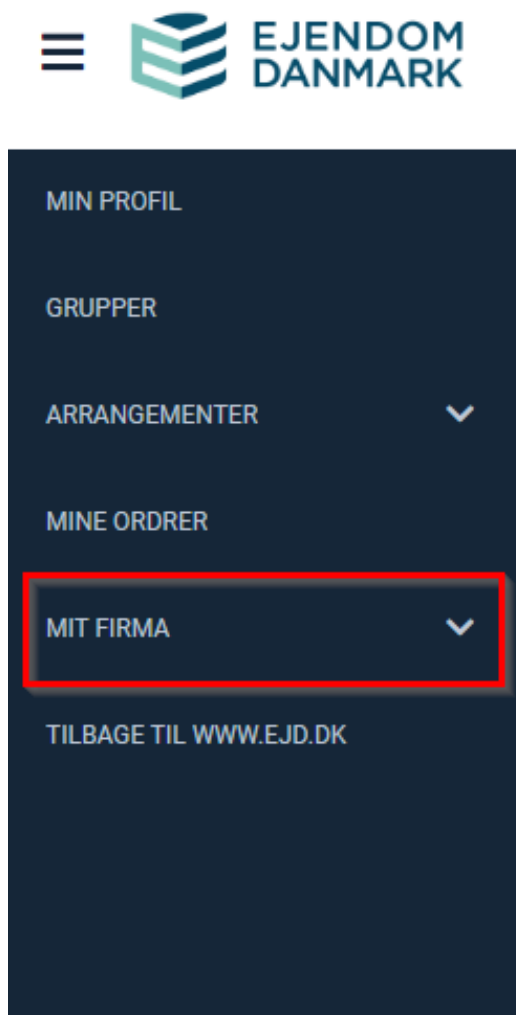 EJENDOM
DANMARK
MIN PROFIL
GRUPPER
ARRANGEMENTER
MINE ORDRER
MIT FIRMA
TILBAGE TIL WWW.EJD.DK